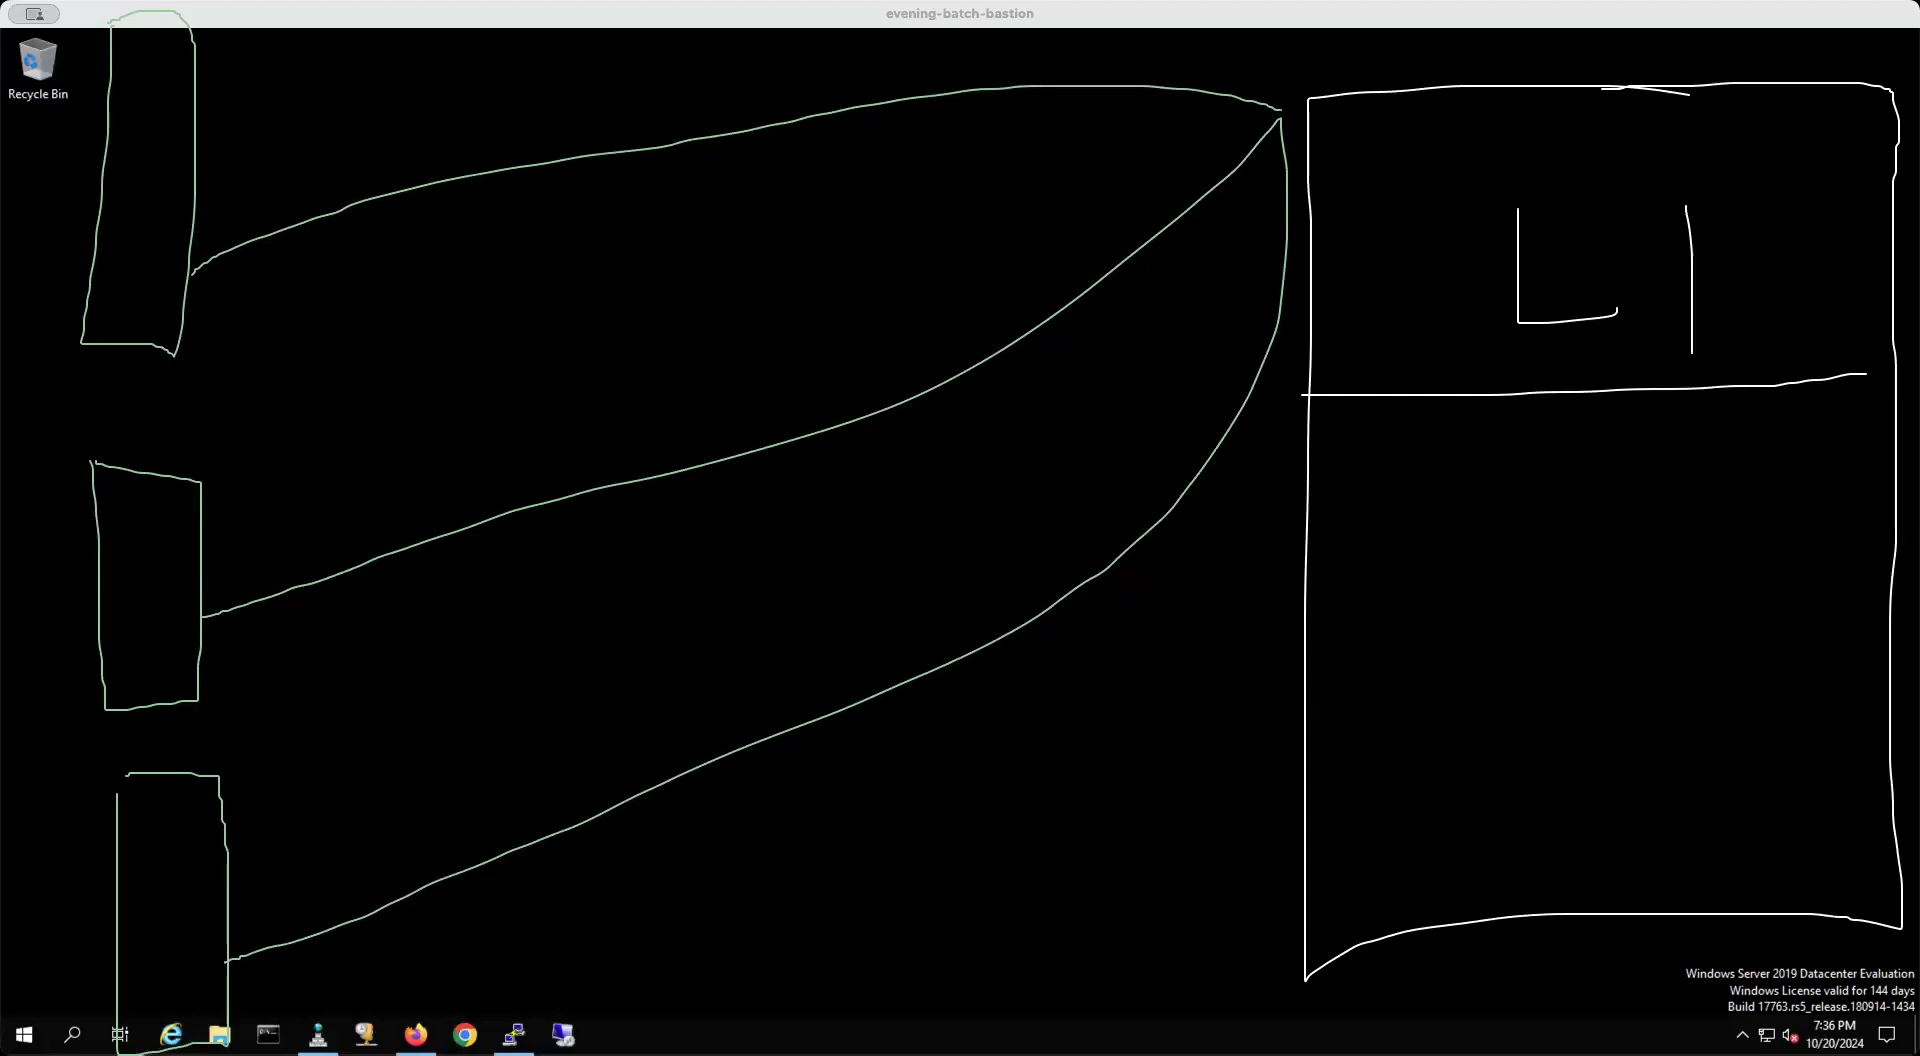 evening-batch-bastion
Recycle Bin
L1
Windows Server 2019 Datacenter Evaluation
Windows License valid for 144 days
Build 17763.rs5_release.180914-1434
7:36 PM
10/20/2024